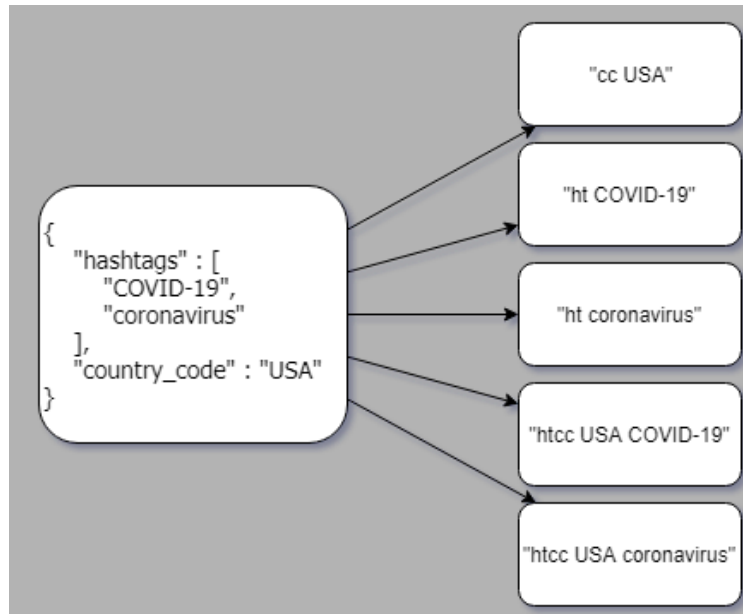 {
"hashtags" : [
"COVID-19",
"coronavirus"
],
"country_code" : "USA"
}
"cc USA"
"ht COVID-19"
"ht coronavirus"
"htcc USA COVID-19"
"htcc USA coronavirus"